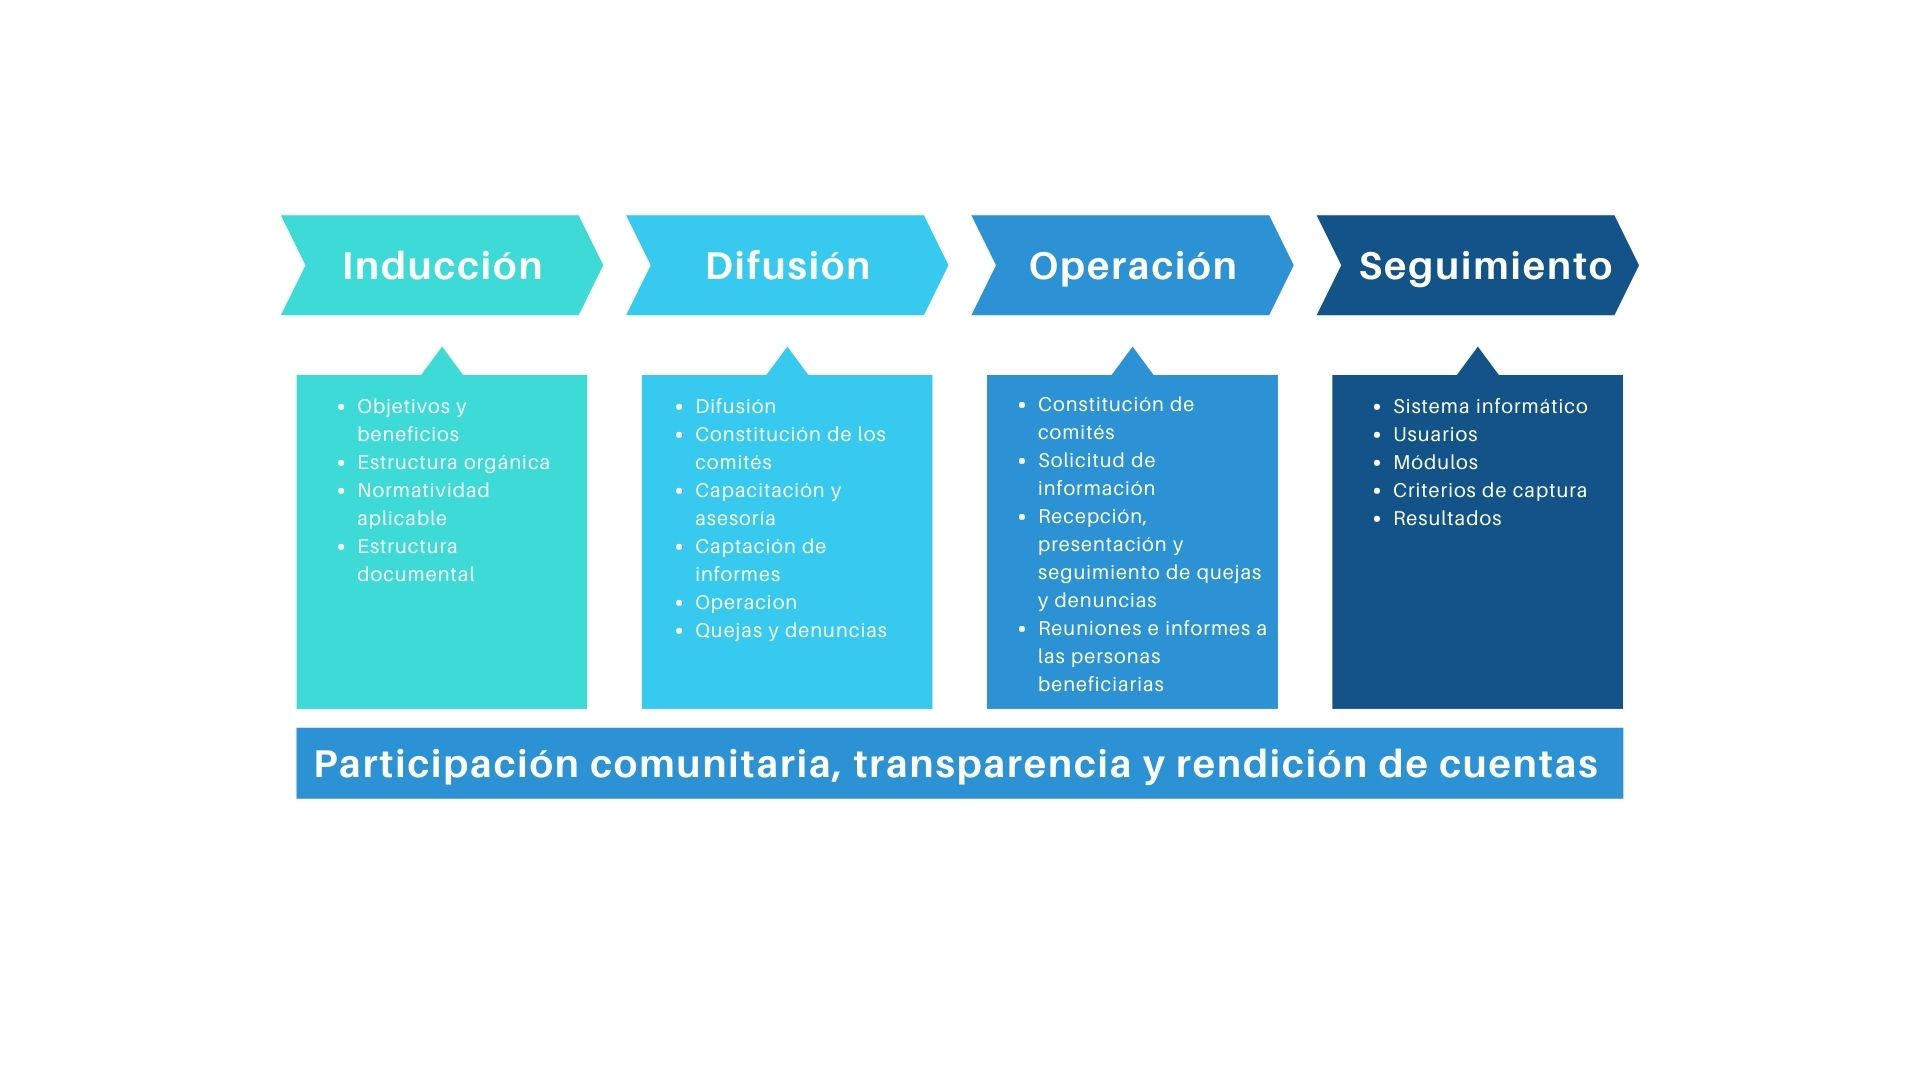 Inducción
Difusión
Operación
Seguimiento
• Objetivos y
beneficios
• Estructura orgánica
• Normatividad
aplicable
• Estructura
documental
• Difusión
• Constitución de los
comités
• Capacitación y
asesoría
• Captación de
informes
• Operacion
• Quejas y denuncias
• Constitución de
comités
• Solicitud de
información
• Recepción,
presentación y
seguimiento de quejas
y denuncias
• Reuniones e informes a
las personas
beneficiarias
• Sistema informático
• Usuarios
• Módulos
• Criterios de captura
• Resultados
Participación comunitaria, transparencia y rendición de cuentas